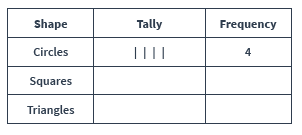 Shape Tally Frequency
Circles | | | | 4
Squares
Triangles